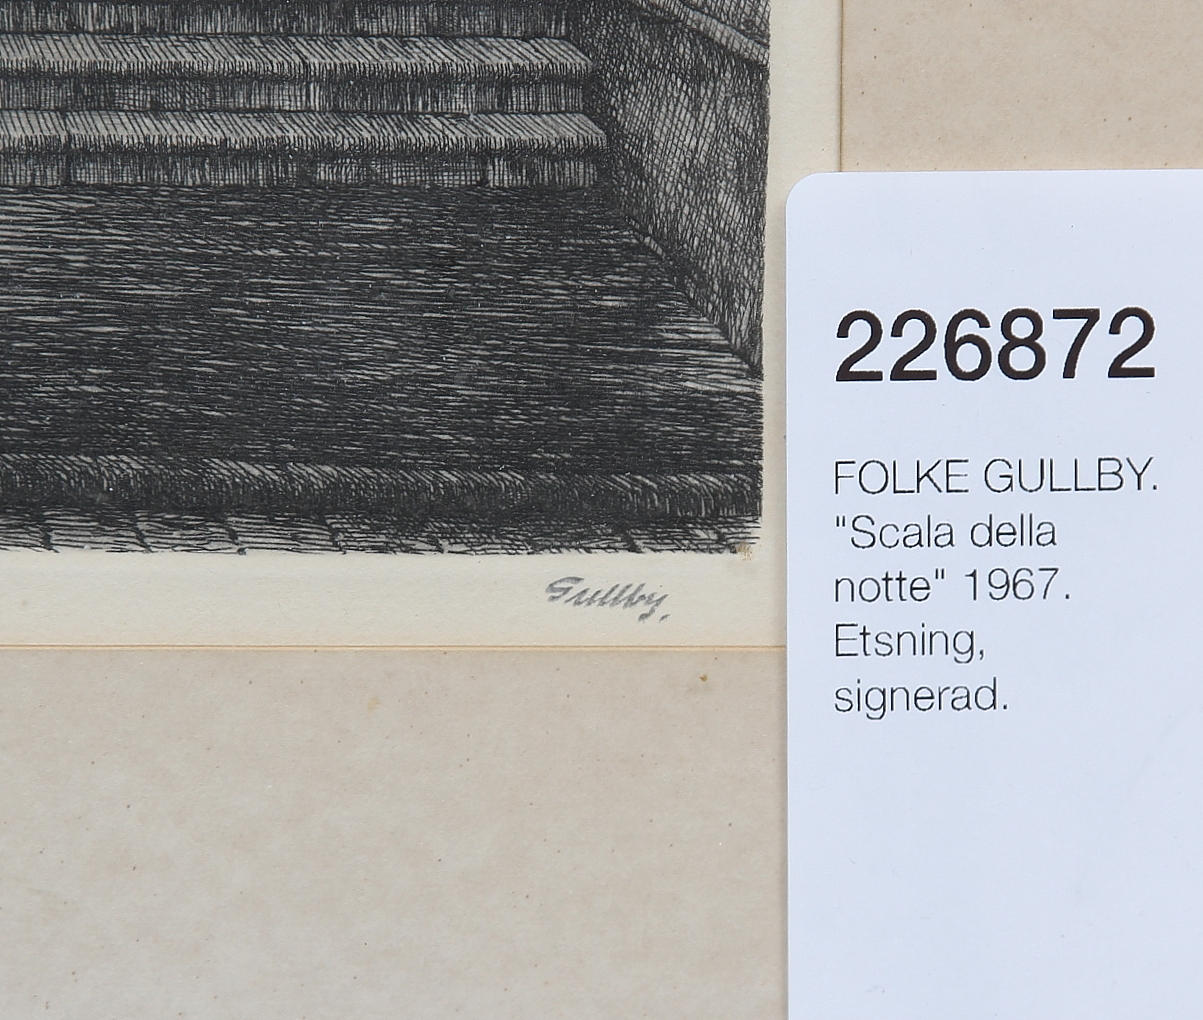 Gullby.
226872
FOLKE GULLBY.
"Scala della
notte" 1967.
Etsning,
signerad.